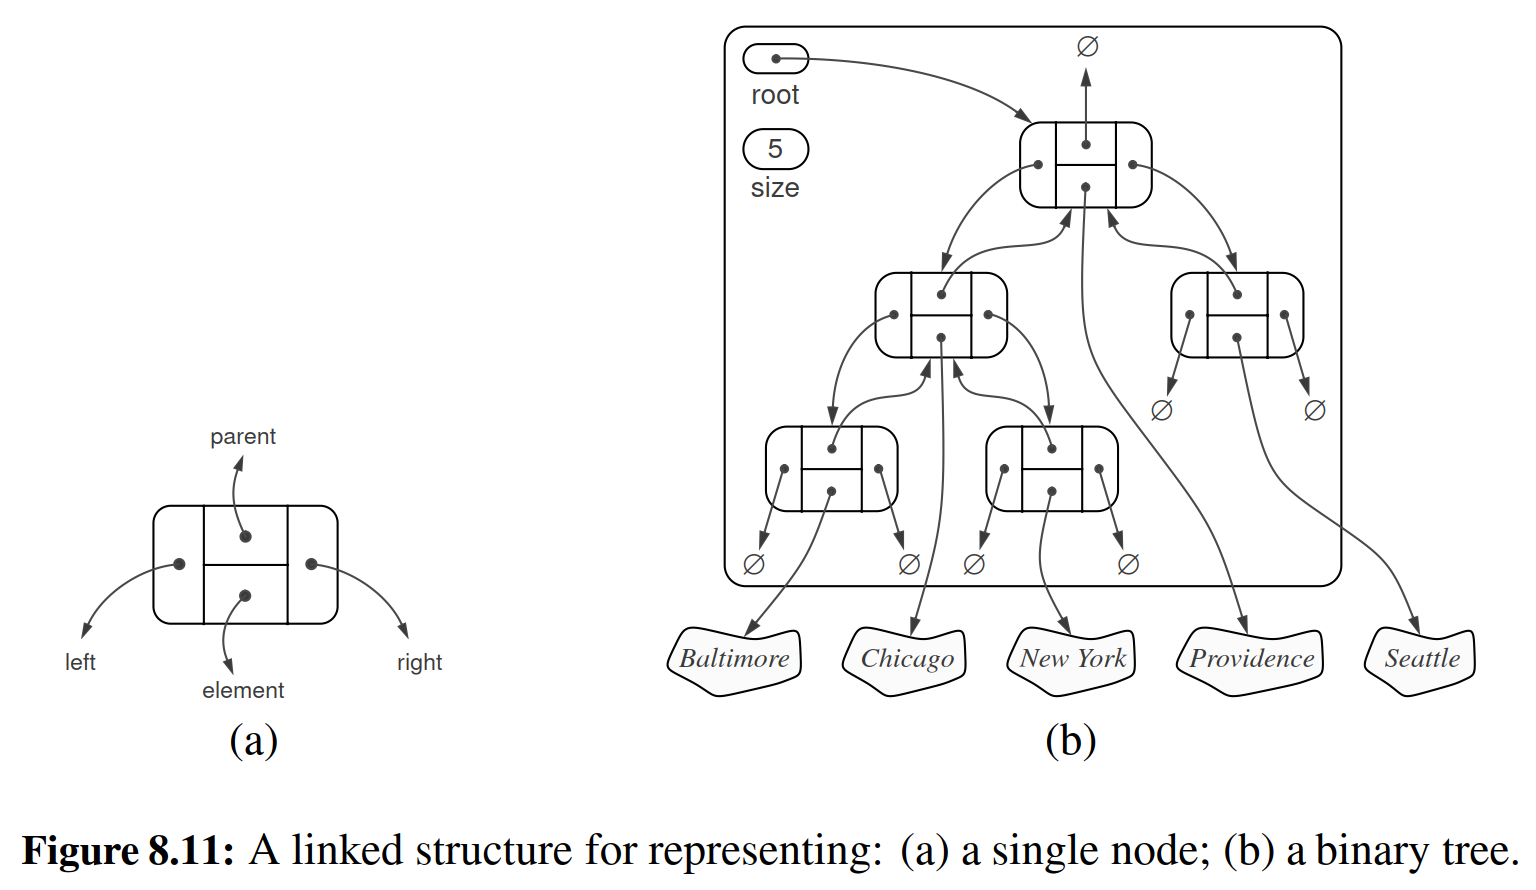 parent
left
right
element
(a)
∅
root
5
size
∅
∅
∅
∅
∅
∅
Baltimore
Chicago
New York
Providence
Seattle
(b)
Figure 8.11: A linked structure for representing: (a) a single node; (b) a binary tree.